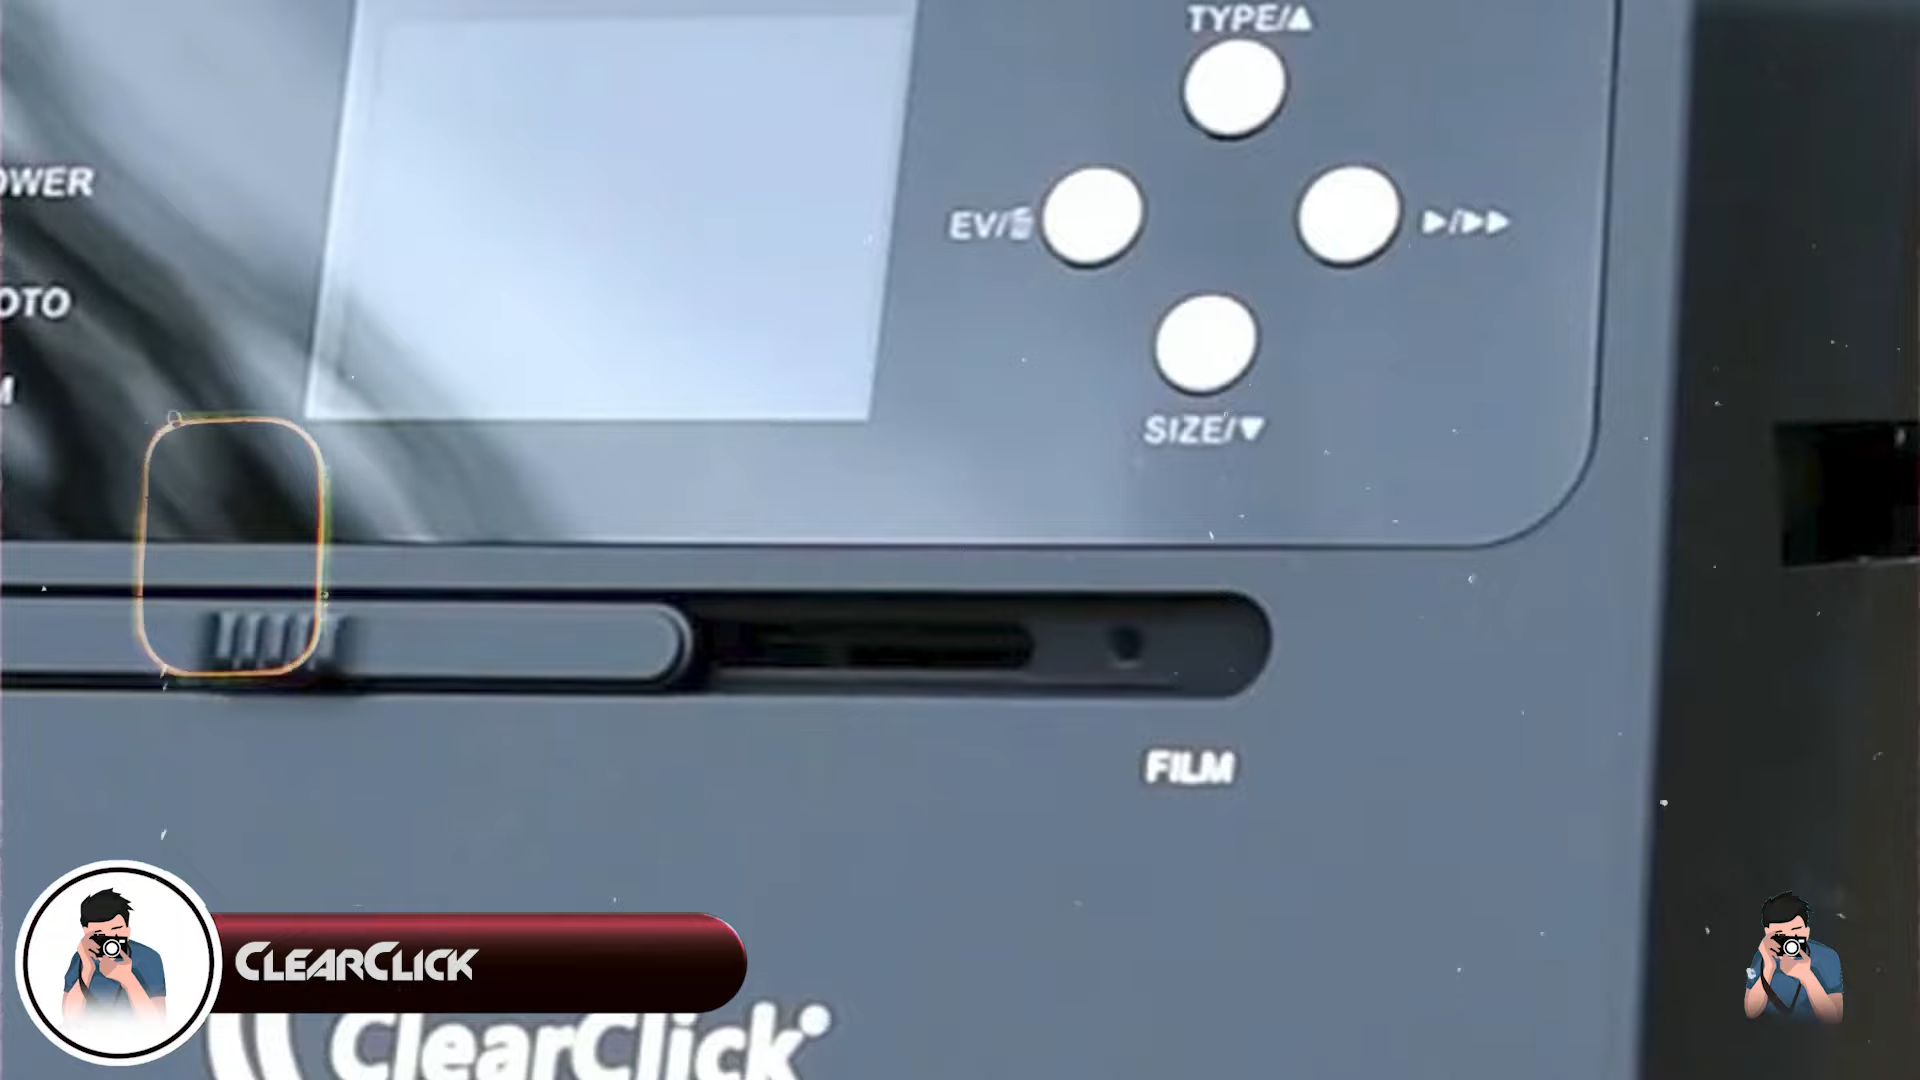 TYPE/▲
OWER
EV/
▶/▶▶
OTO
M
SIZE/▼
FILM
CLEARCLICK
ClearClick